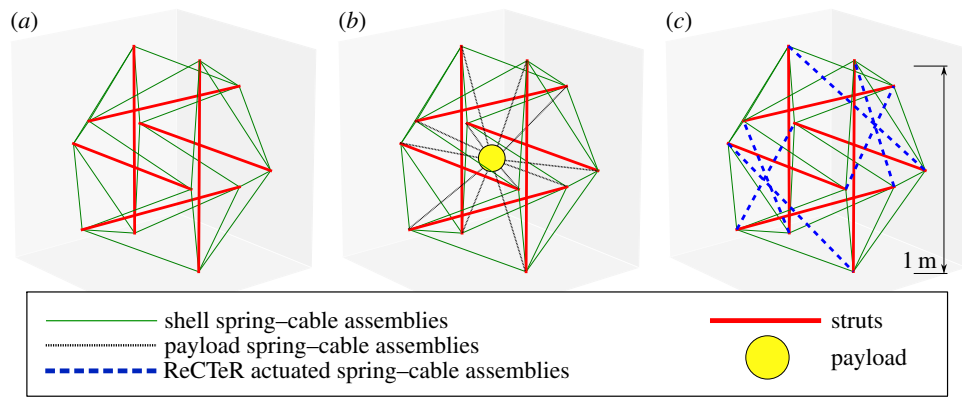 (a)
(b)
(c)
1 m
shell spring–cable assemblies
payload spring–cable assemblies
ReCTeR actuated spring–cable assemblies
struts
payload